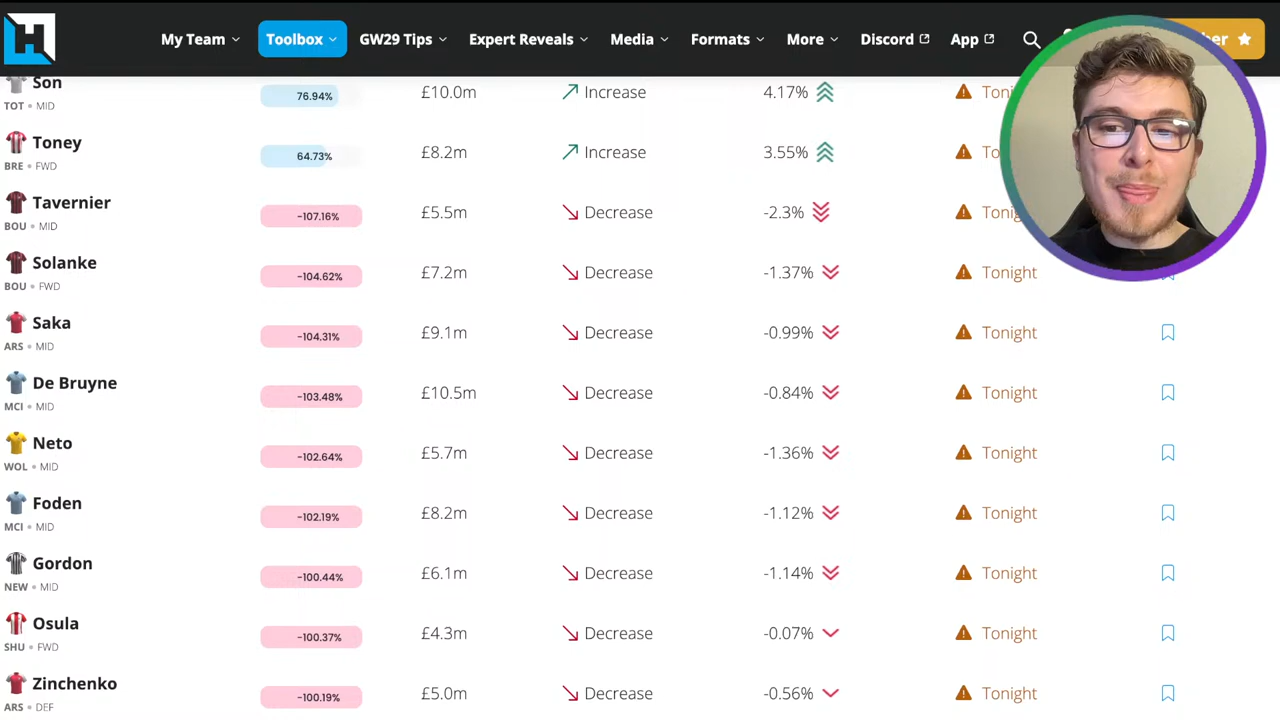 H My Team Toolbox GW29 Tips Expert Reveals Media Formats More Discord App
Son 76.94% £10.0m Increase 4.17%
TOT • MID
Toney 64.73% £8.2m Increase 3.55%
BRE • FWD
Tavernier -107.16% £5.5m Decrease -2.3%
BOU • MID
Solanke -104.62% £7.2m Decrease -1.37% Tonight
BOU • FWD
Saka -104.31% £9.1m Decrease -0.99% Tonight
ARS • MID
De Bruyne -103.48% £10.5m Decrease -0.84% Tonight
MCI • MID
Neto -102.64% £5.7m Decrease -1.36% Tonight
WOL • MID
Foden -102.19% £8.2m Decrease -1.12% Tonight
MCI • MID
Gordon -100.44% £6.1m Decrease -1.14% Tonight
NEW • MID
Osula -100.37% £4.3m Decrease -0.07% Tonight
SHU • FWD
Zinchenko -100.19% £5.0m Decrease -0.56% Tonight
ARS • DEF